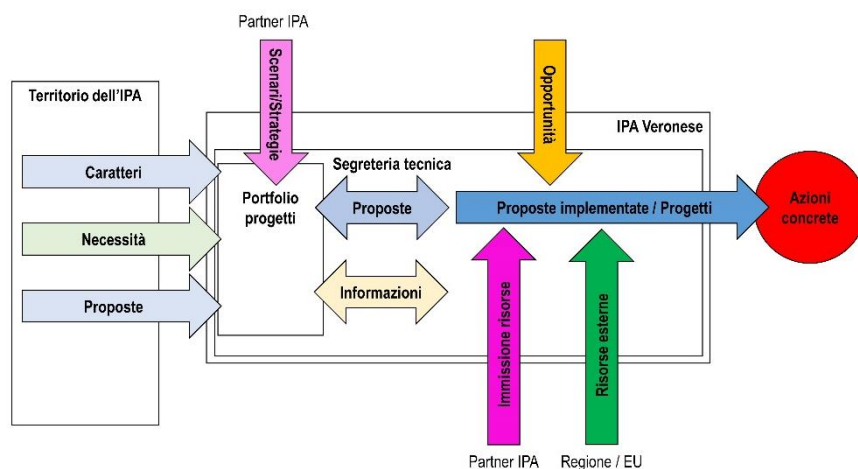 Partner IPA
Territorio dell'IPA
Scenari/Strategie
Opportunità
IPA Veronese
Caratteri
Segreteria tecnica
Portfolio
progetti
Proposte
Proposte implementate / Progetti
Azioni
concrete
Necessità
Informazioni
Proposte
Immissione risorse
Risorse esterne
Partner IPA
Regione / EU